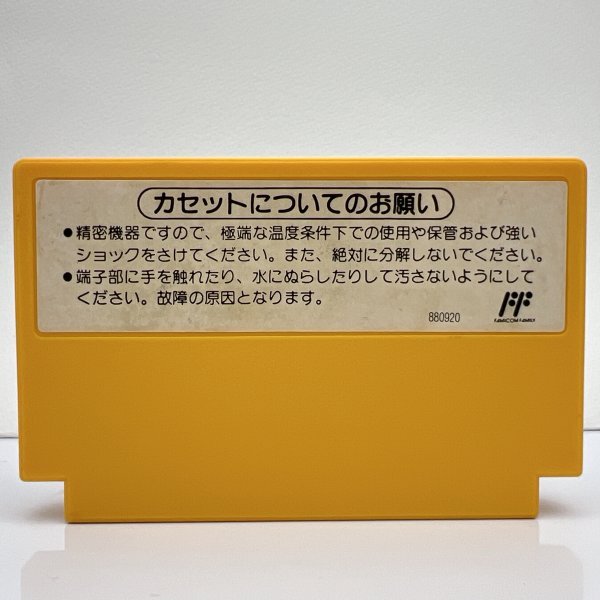 カセットについてのお願い
●精密機器ですので、極端な温度条件下での使用や保管および強い
ショックをさけてください。また、絶対に分解しないでください。
●端子部に手を触れたり、水にぬらしたりして汚さないようにして
ください。故障の原因となります。
880920
FAMICOM FAMILY